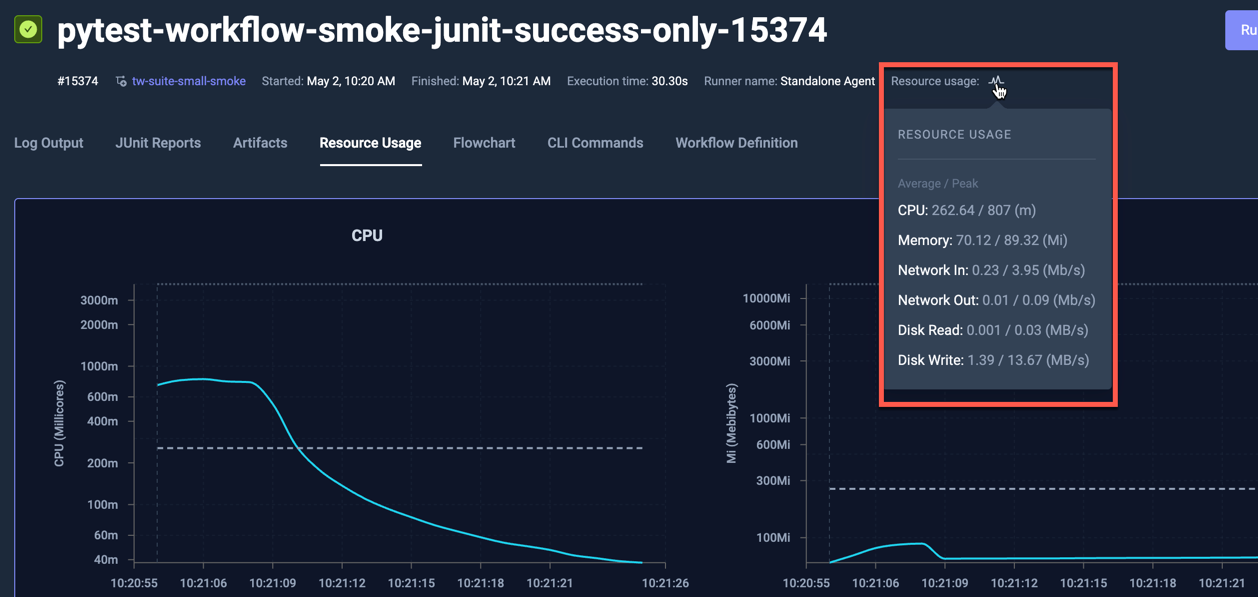 pytest-workflow-smoke-junit-success-only-15374
Ru
#15374 tw-suite-small-smoke Started: May 2, 10:20 AM Finished: May 2, 10:21 AM Execution time: 30.30s Runner name: Standalone Agent Resource usage:
Log Output JUnit Reports Artifacts Resource Usage Flowchart CLI Commands Workflow Definition
RESOURCE USAGE
Average / Peak
CPU: 262.64 / 807 (m)
Memory: 70.12 / 89.32 (Mi)
Network In: 0.23 / 3.95 (Mb/s)
Network Out: 0.01 / 0.09 (Mb/s)
Disk Read: 0.001 / 0.03 (MB/s)
Disk Write: 1.39 / 13.67 (MB/s)
CPU
CPU (Millicores)
3000m
2000m
1000m
600m
400m
200m
100m
60m
40m
10:20:55 10:21:06 10:21:09 10:21:12 10:21:15 10:21:18 10:21:21 10:21:26
Mi (Mebibytes)
10000Mi
6000Mi
3000Mi
1000Mi
600Mi
300Mi
100Mi
10:20:55 10:21:06 10:21:09 10:21:12 10:21:15 10:21:18 10:21:21